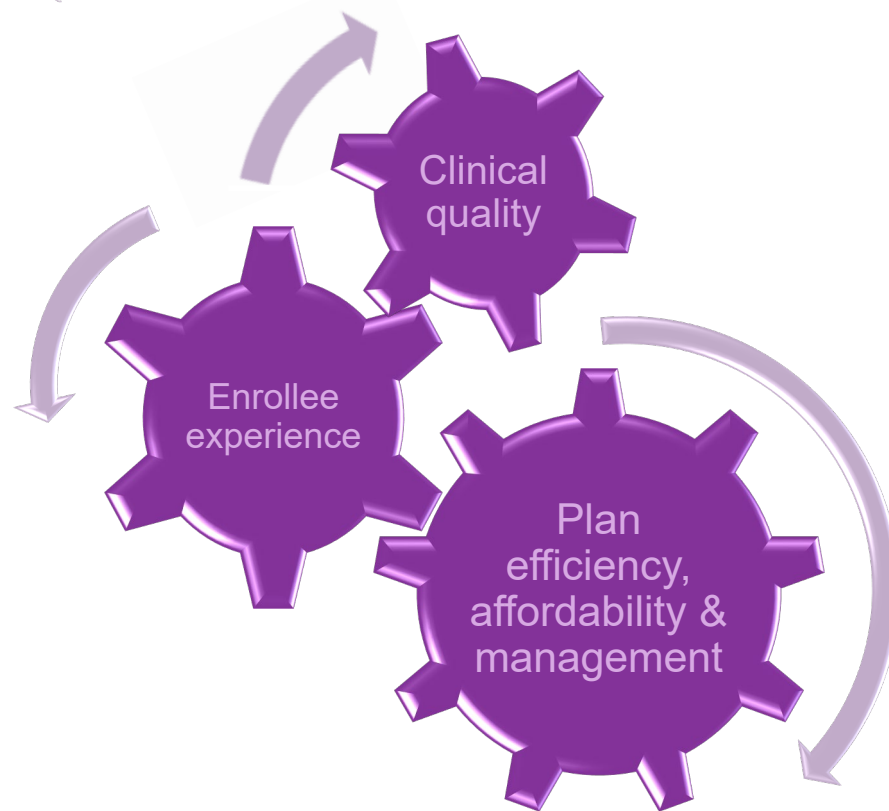 Clinical
quality
Enrollee
experience
Plan
efficiency,
affordability &
management